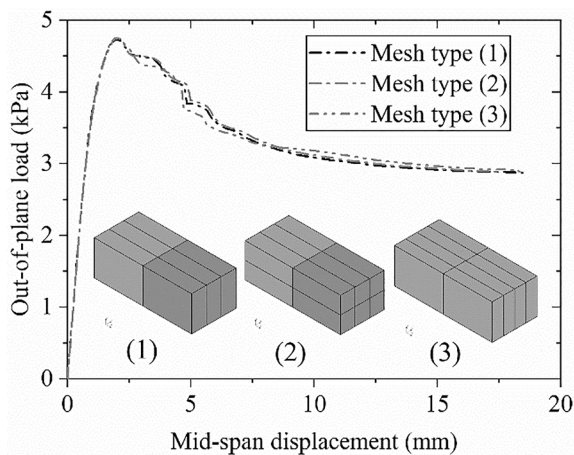 5
4
3
2
1
0
Out-of-plane load (kPa)
Mesh type (1)
Mesh type (2)
Mesh type (3)
(1) (2) (3)
0 5 10 15 20
Mid-span displacement (mm)